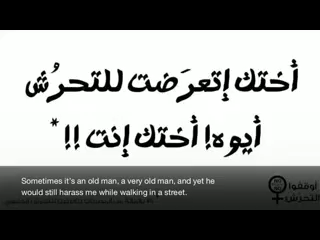 أختك إتعرَضت للتحرُش
أيوه! أختك إنت !! *
Sometimes it's an old man, a very old man, and yet he
would still harass me while walking in a street.
أوقفوا
التحرش